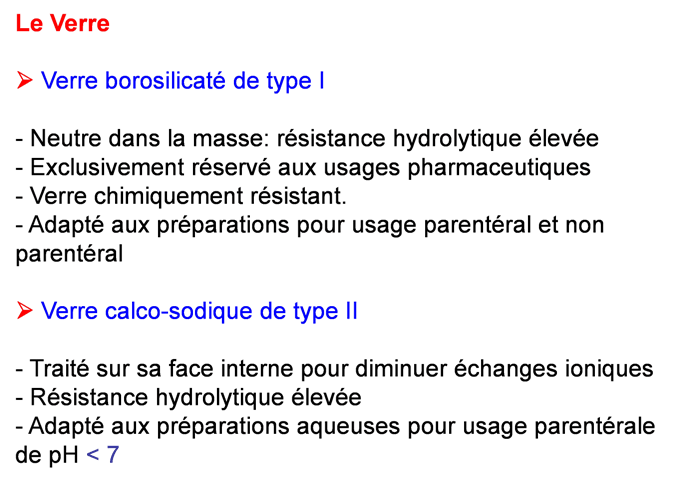 Le Verre
➢ Verre borosilicaté de type I
- Neutre dans la masse: résistance hydrolytique élevée
- Exclusivement réservé aux usages pharmaceutiques
- Verre chimiquement résistant.
- Adapté aux préparations pour usage parentéral et non
parentéral
➢ Verre calco-sodique de type II
- Traité sur sa face interne pour diminuer échanges ioniques
- Résistance hydrolytique élevée
- Adapté aux préparations aqueuses pour usage parentérale
de pH < 7